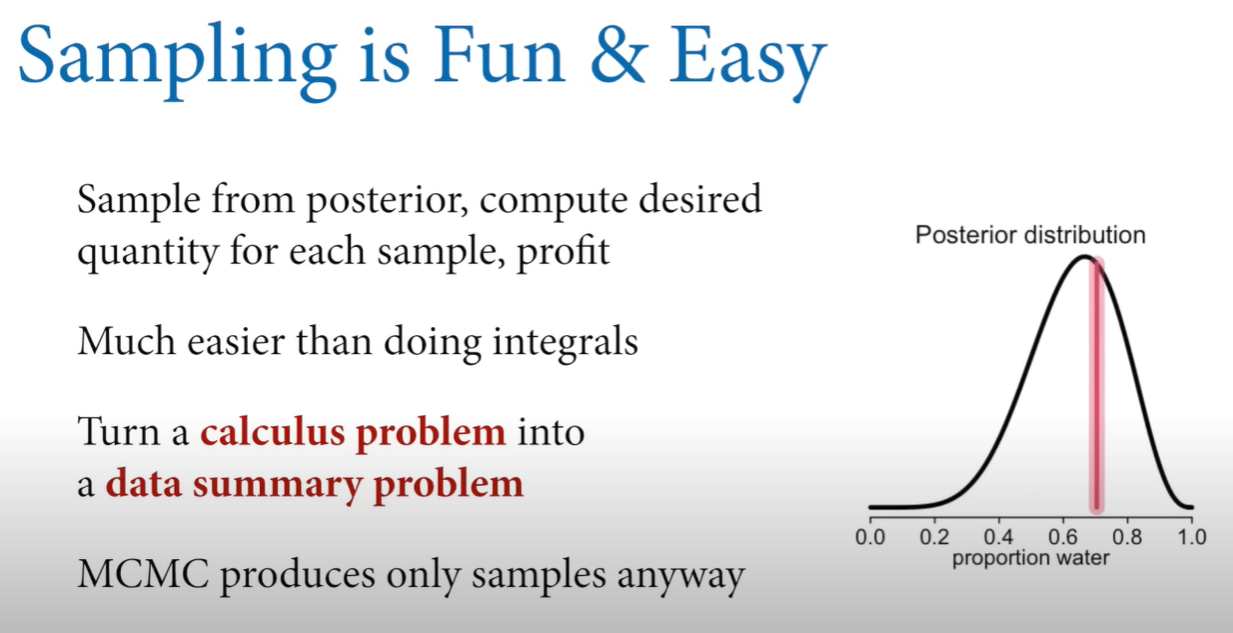 Sampling is Fun & Easy
Sample from posterior, compute desired
quantity for each sample, profit
Much easier than doing integrals
Turn a calculus problem into
a data summary problem
MCMC produces only samples anyway
Posterior distribution
0.0 0.2 0.4 0.6 0.8 1.0
proportion water